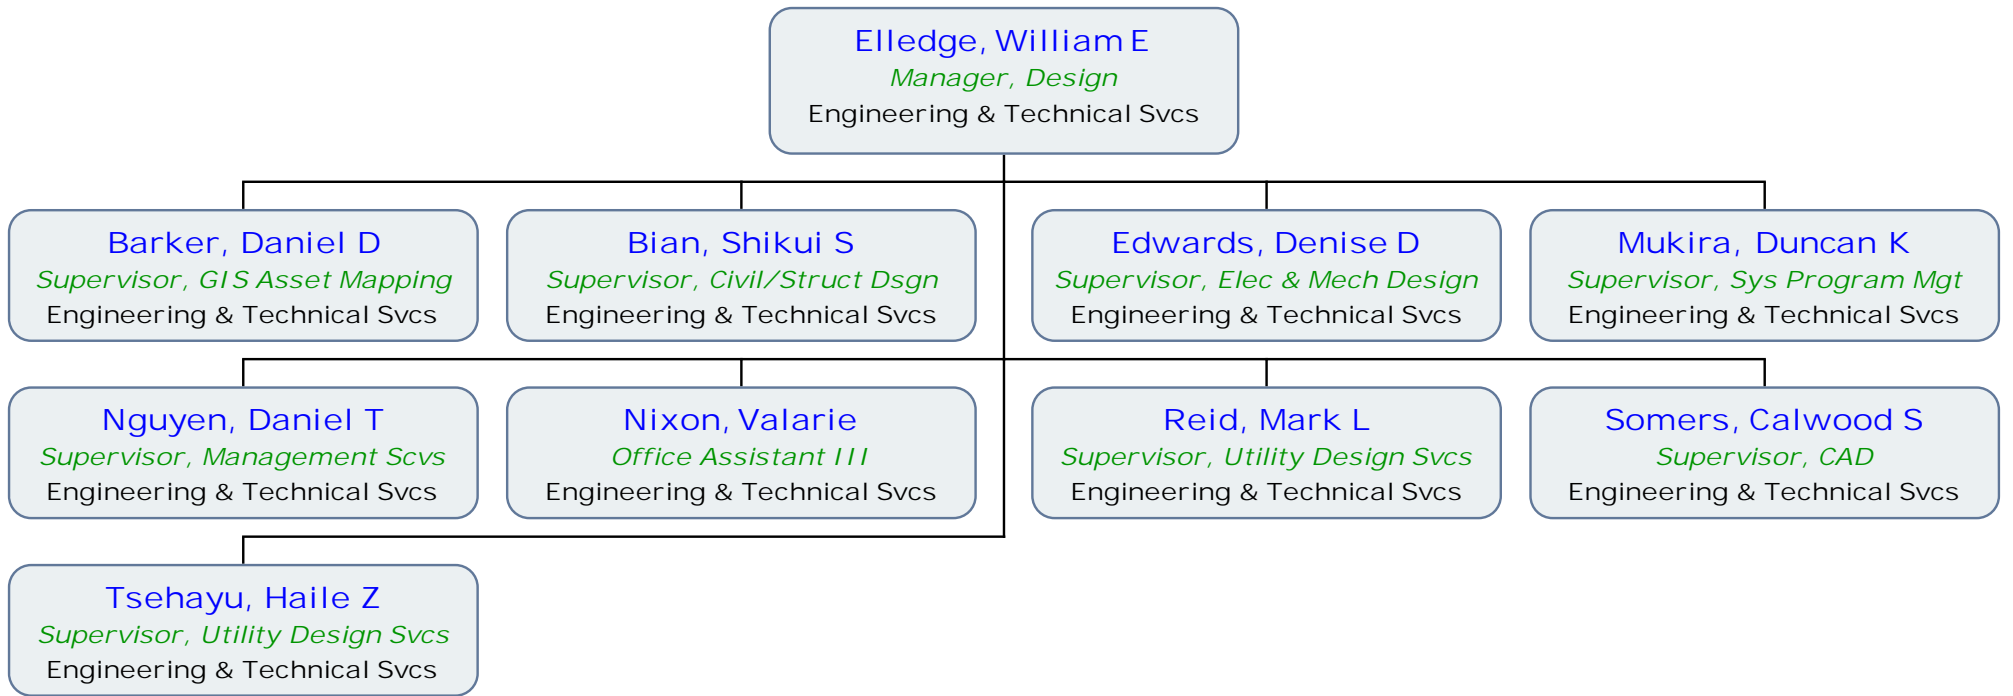 Elledge, William E
Manager, Design
Engineering & Technical Svcs
Barker, Daniel D
Supervisor, GIS Asset Mapping
Engineering & Technical Svcs
Bian, Shikui S
Supervisor, Civil/Struct Dsgn
Engineering & Technical Svcs
Edwards, Denise D
Supervisor, Elec & Mech Design
Engineering & Technical Svcs
Mukira, Duncan K
Supervisor, Sys Program Mgt
Engineering & Technical Svcs
Nguyen, Daniel T
Supervisor, Management Scvs
Engineering & Technical Svcs
Nixon, Valarie
Office Assistant III
Engineering & Technical Svcs
Reid, Mark L
Supervisor, Utility Design Svcs
Engineering & Technical Svcs
Somers, Calwood S
Supervisor, CAD
Engineering & Technical Svcs
Tsehayu, Haile Z
Supervisor, Utility Design Svcs
Engineering & Technical Svcs